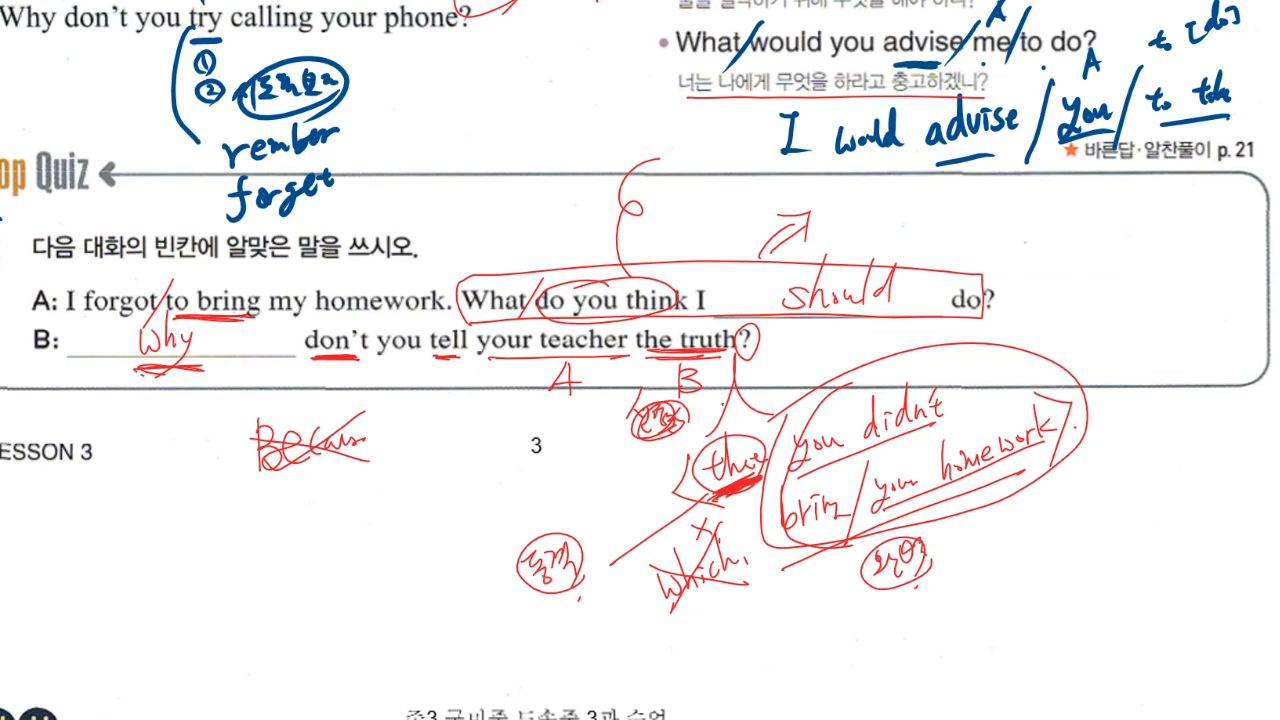 Why don't you try calling your phone?
①
② 시도해보다
rember
forget
• What would you advise me to do?
A
너는 나에게 무엇을 하라고 충고하겠니?
A to [do]
I would advise / you / to
★ 바른답·알찬풀이 p. 21
op Quiz
다음 대화의 빈칸에 알맞은 말을 쓰시오.
A: I forgot to bring my homework. What do you think I should do?
B: why don't you tell your teacher the truth?
A B
ESSON 3
3
you didn't
bring / your homework
동격
which